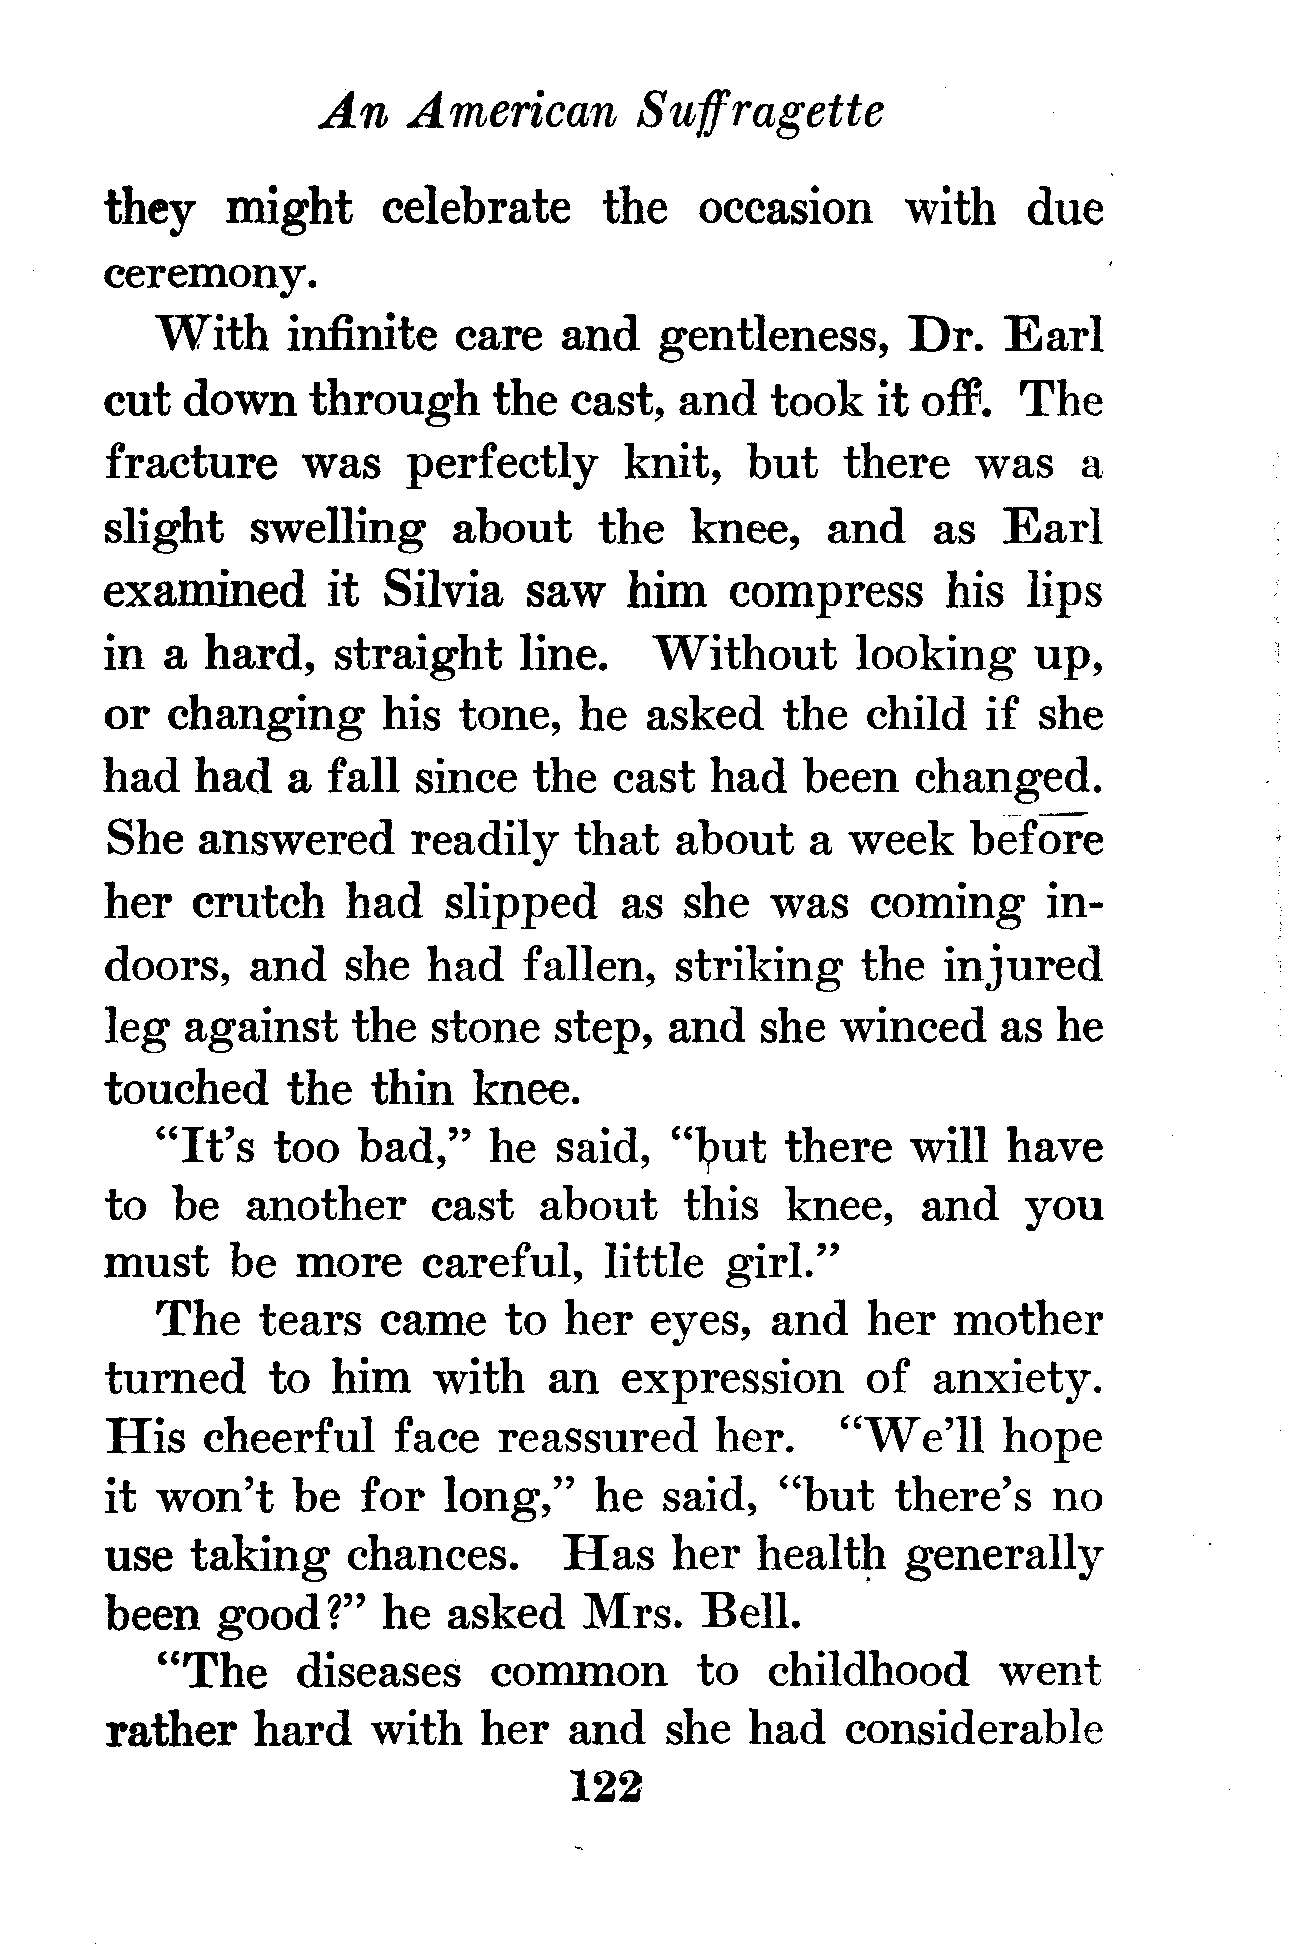 An American Suffragette
they might celebrate the occasion with due
ceremony.
With infinite care and gentleness, Dr. Earl
cut down through the cast, and took it off. The
fracture was perfectly knit, but there was a
slight swelling about the knee, and as Earl
examined it Silvia saw him compress his lips
in a hard, straight line. Without looking up,
or changing his tone, he asked the child if she
had had a fall since the cast had been changed.
She answered readily that about a week before
her crutch had slipped as she was coming in-
doors, and she had fallen, striking the injured
leg against the stone step, and she winced as he
touched the thin knee.
“It’s too bad,” he said, “but there will have
to be another cast about this knee, and you
must be more careful, little girl.”
The tears came to her eyes, and her mother
turned to him with an expression of anxiety.
His cheerful face reassured her. “We’ll hope
it won’t be for long,” he said, “but there’s no
use taking chances. Has her health generally
been good?” he asked Mrs. Bell.
“The diseases common to childhood went
rather hard with her and she had considerable
122